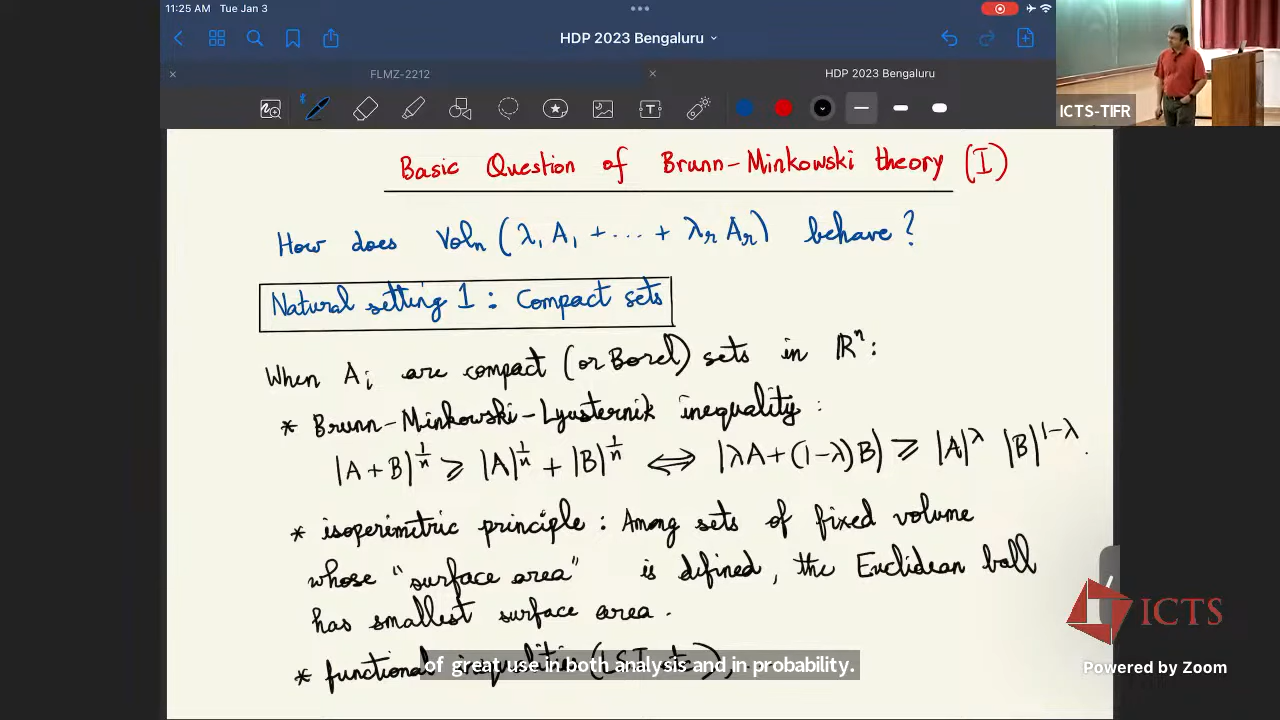 11:25 AM Tue Jan 3
HDP 2023 Bengaluru
FLMZ-2212
HDP 2023 Bengaluru
ICTS-TIFR
Basic Question of Brunn-Minkowski theory (I)
How does Voln (λ₁ A₁ + ... + λᵣ Aᵣ) behave?
Natural setting 1: Compact sets
When Aᵢ are compact (or Borel) sets in ℝⁿ:
* Brunn-Minkowski-Lyusternik inequality:
|A+B|^{1/n} ≥ |A|^{1/n} + |B|^{1/n} ⟺ |λA+(1-λ)B| ≥ |A|^λ |B|^{1-λ}.
* isoperimetric principle: Among sets of fixed volume
whose "surface area" is defined, the Euclidean ball
has smallest surface area.
* functional
of great use in both analysis and in probability.
ICTS
Powered by Zoom